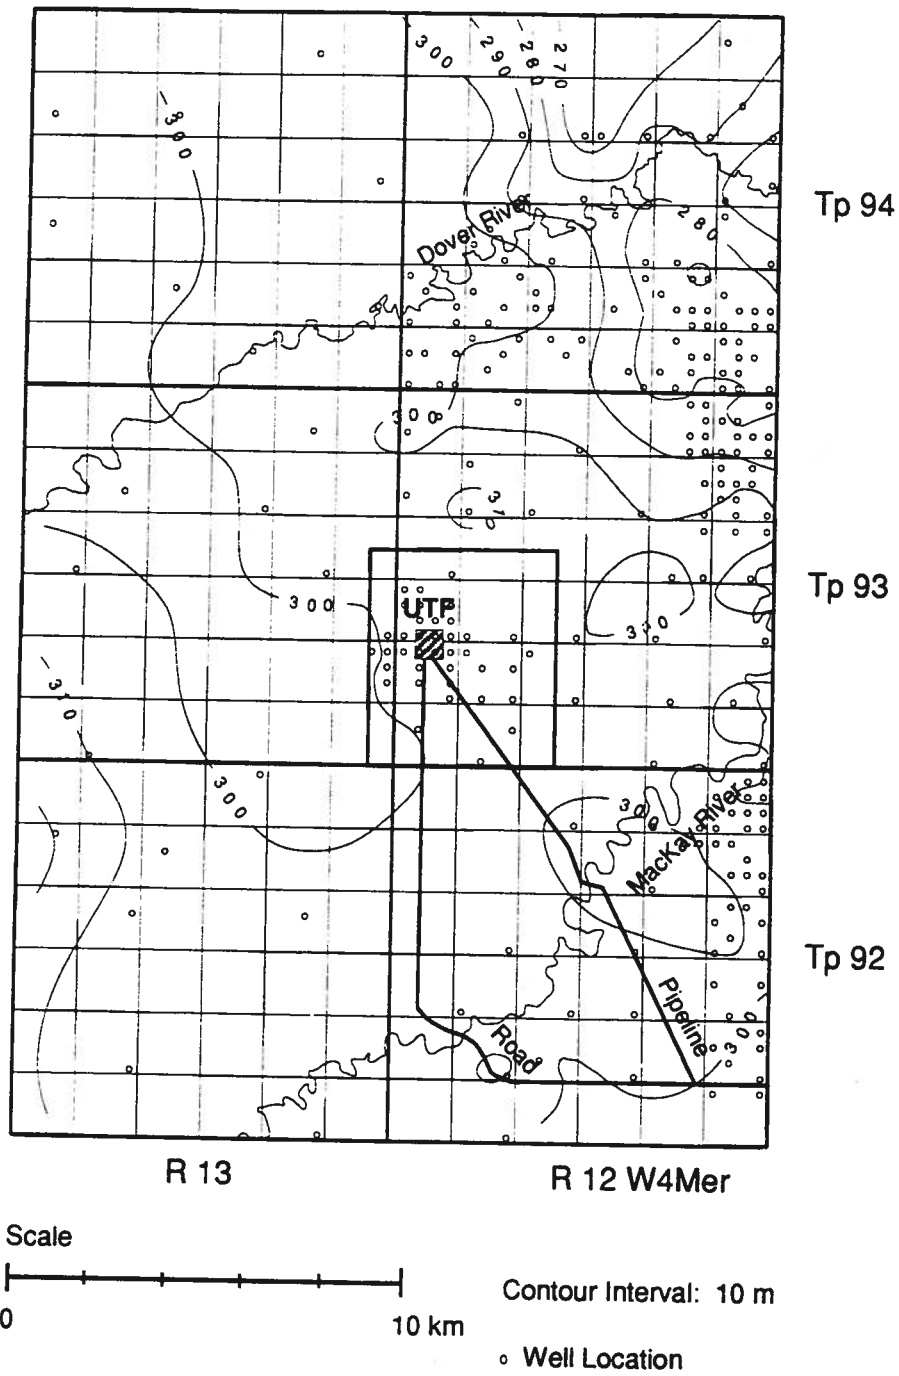 300
290
280
270
300
Tp 94
Dover River
280
300
310
UTF
Tp 93
300
310
310
300
300
MacKay River
Tp 92
Pipeline
300
Road
R 13
R 12 W4Mer
Scale
0
10 km
Contour Interval: 10 m
Well Location